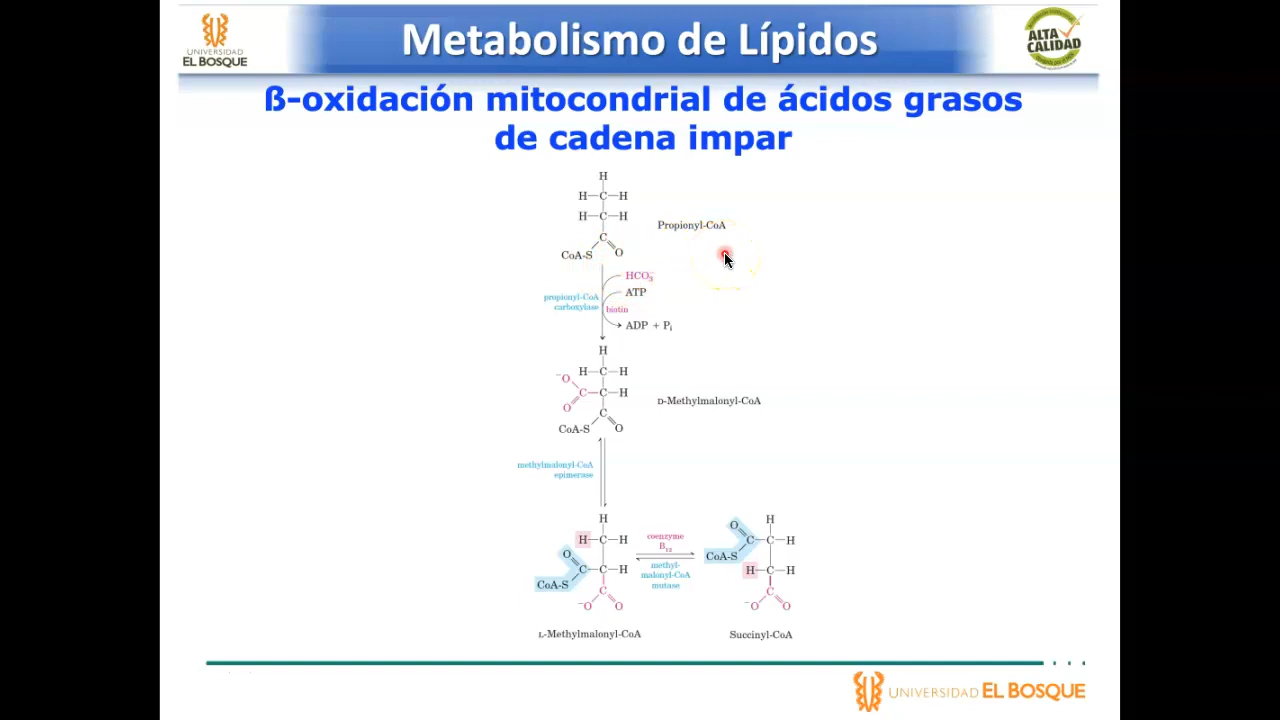 UNIVERSIDAD
EL BOSQUE
Metabolismo de Lípidos
ALTA
CALIDAD
ß-oxidación mitocondrial de ácidos grasos
de cadena impar
H
H—C—H
H—C—H
Propionyl-CoA
C
CoA-S O
HCO₃⁻
propionyl-CoA
carboxylase
ATP
biotin
ADP + Pᵢ
H
⁻O H—C—H
C—C—H
O
D-Methylmalonyl-CoA
C
CoA-S O
methylmalonyl-CoA
epimerase
H
H—C—H
O
C—C—H
CoA-S
C
⁻O O
L-Methylmalonyl-CoA
coenzyme
B₁₂
methyl-
malonyl-CoA
mutase
O H
C—C—H
CoA-S
H—C—H
C
⁻O O
Succinyl-CoA
UNIVERSIDAD EL BOSQUE